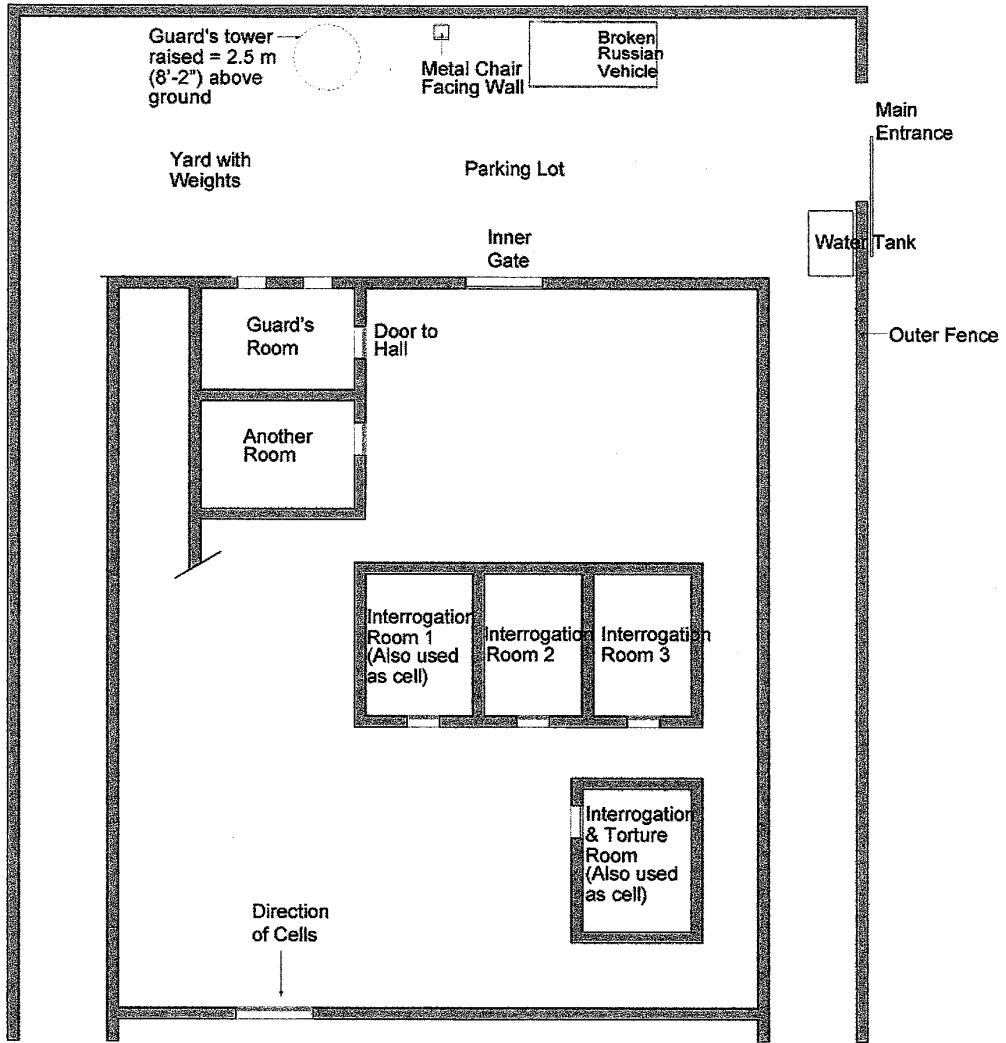 Guard's tower
raised = 2.5 m
(8'-2") above
ground
Metal Chair
Facing Wall
Broken
Russian
Vehicle
Main
Entrance
Yard with
Weights
Parking Lot
Inner
Gate
Water Tank
Guard's
Room
Door to
Hall
Outer Fence
Another
Room
Interrogation
Room 1
(Also used
as cell)
Interrogation
Room 2
Interrogation
Room 3
Interrogation
& Torture
Room
(Also used
as cell)
Direction
of Cells